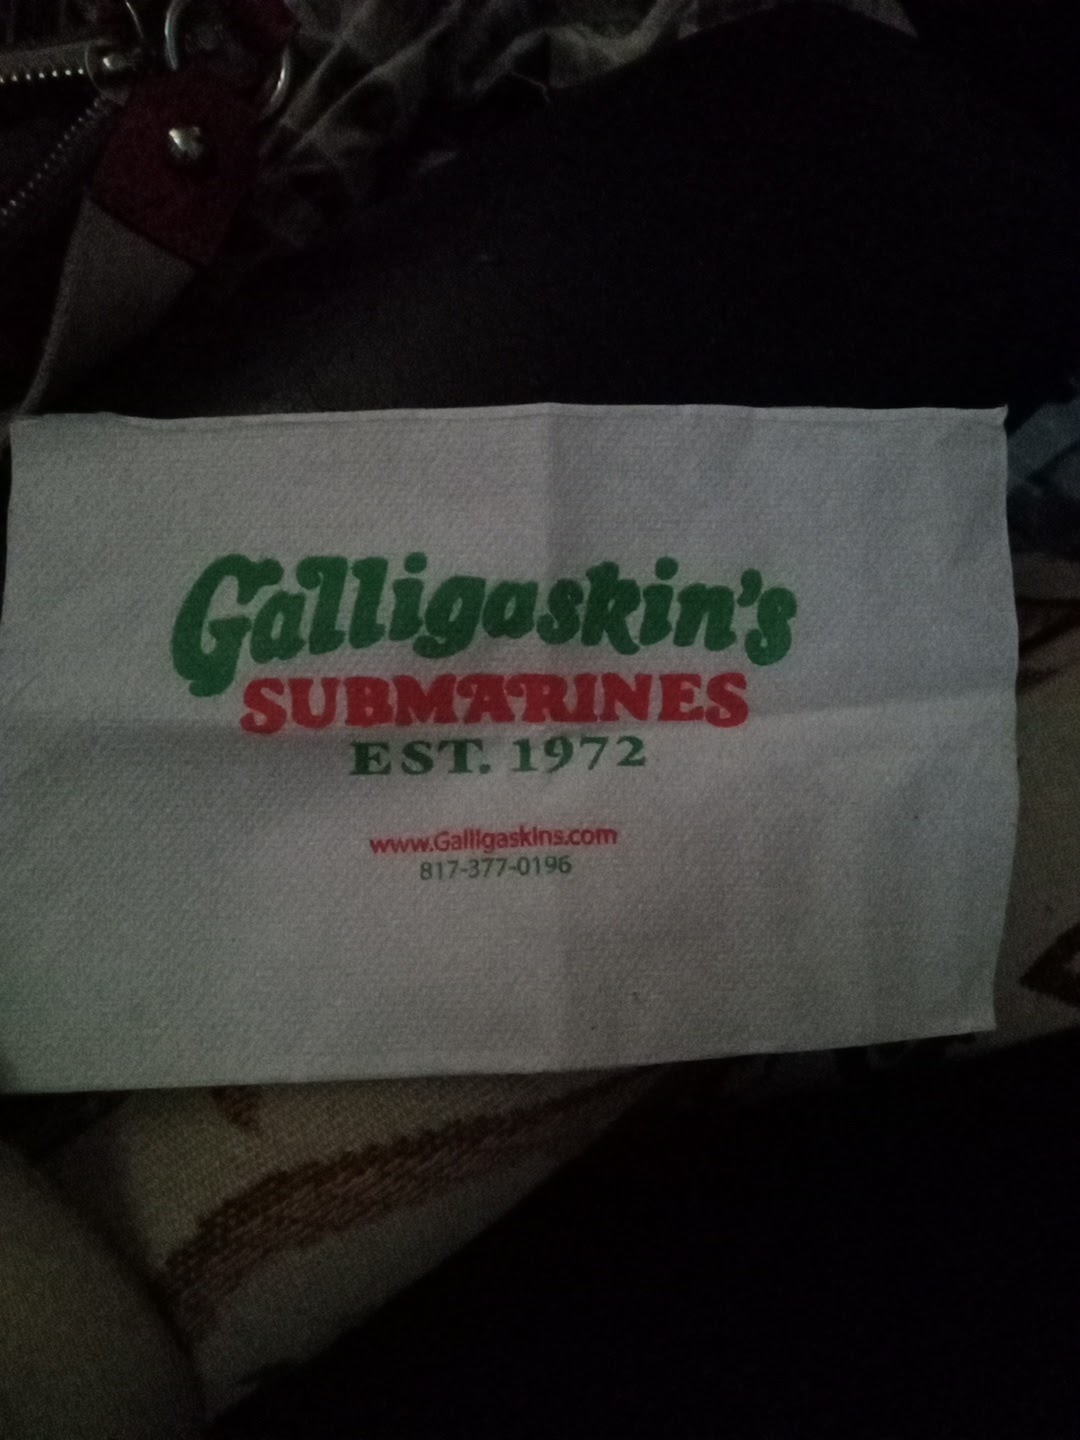 Galligaskin's
SUBMARINES
EST. 1972
www.Galligaskins.com
817-377-0196